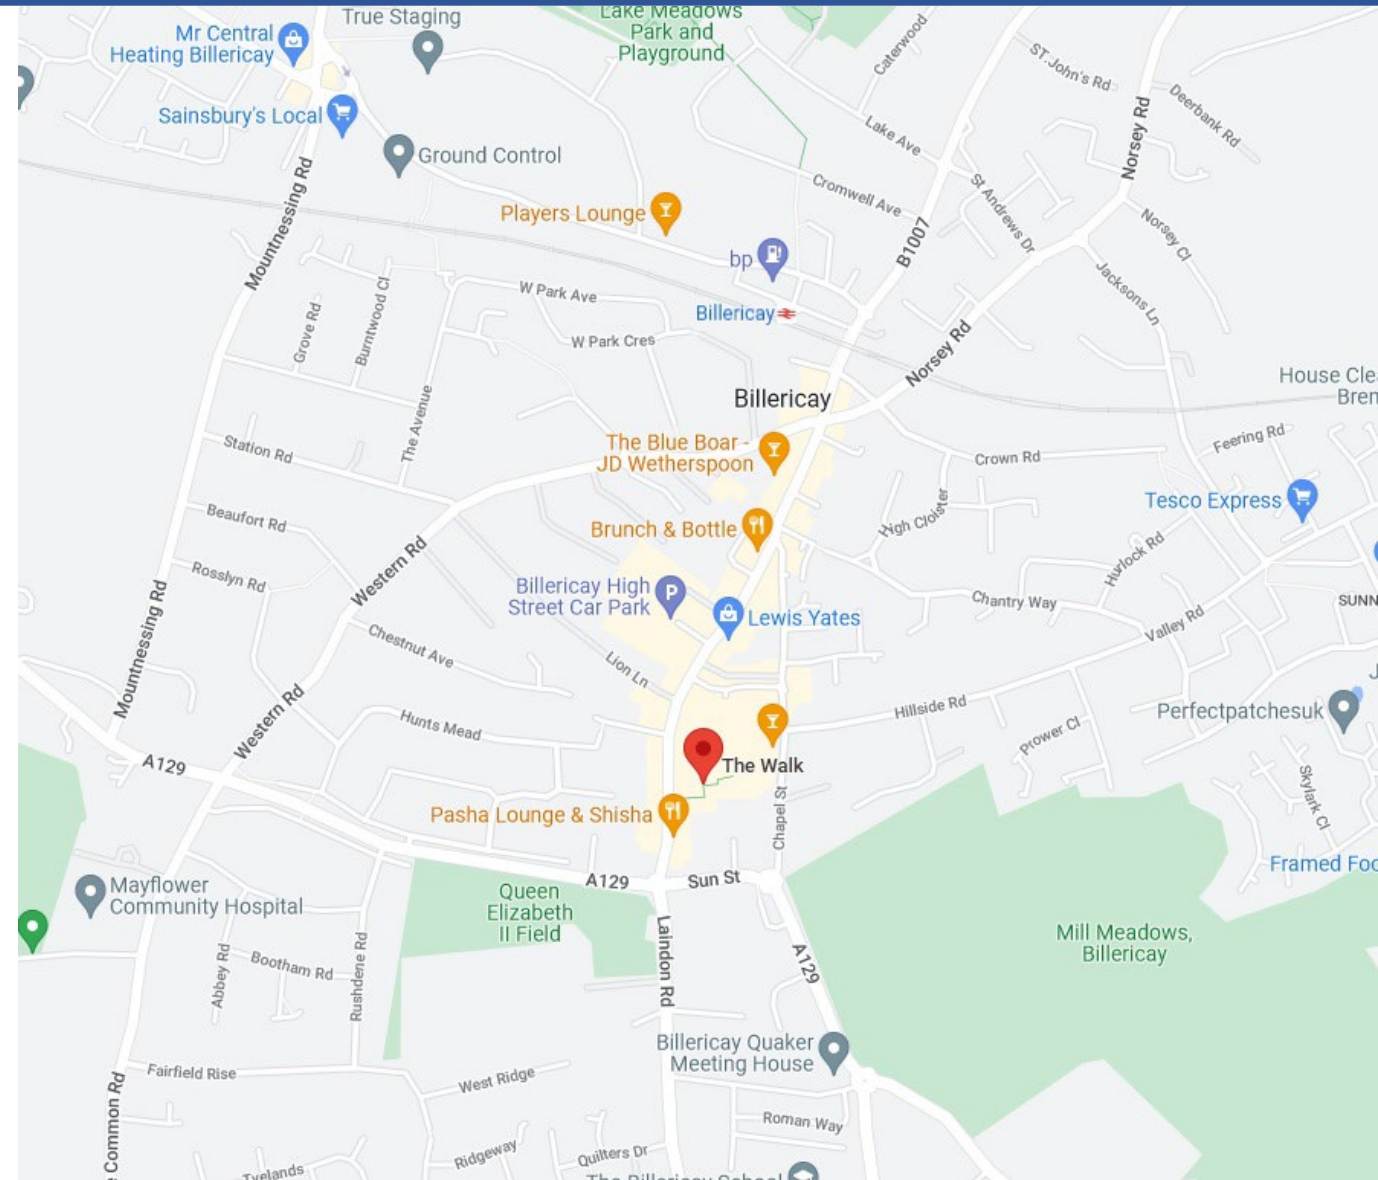 True Staging
Lake Meadows
Park and
Playground
Mr Central
Heating Billericay
Caterwood
ST.John's Rd
Deerbank Rd
Sainsbury's Local
Norsey Rd
Lake Ave
Ground Control
Mountnessing Rd
Cromwell Ave
St Andrews Dr
Players Lounge
B1007
Norsey Cl
bp
Jacksons Ln
W Park Ave
Billericay
Grove Rd
Burntwood Cl
W Park Cres
Norsey Rd
House Cle
Bren
Billericay
The Avenue
The Blue Boar -
JD Wetherspoon
Station Rd
Crown Rd
Feering Rd
Tesco Express
Beaufort Rd
Brunch & Bottle
High Cloister
Western Rd
Hurlock Rd
Rosslyn Rd
Billericay High
Street Car Park
Chantry Way
SUNN
Lewis Yates
Valley Rd
Mountnessing Rd
Chestnut Ave
Lion Ln
J
Western Rd
Hillside Rd
Perfectpatchesuk
Hunts Mead
Prower Cl
A129
The Walk
Skylark Cl
Pasha Lounge & Shisha
Chapel St
Framed Foo
A129
Sun St
Mayflower
Community Hospital
Queen
Elizabeth
II Field
Mill Meadows,
Billericay
Laindon Rd
A129
Abbey Rd
Bootham Rd
Rushdene Rd
Billericay Quaker
Meeting House
Fairfield Rise
West Ridge
Common Rd
Roman Way
Ridgeway
Quilters Dr
Tyelands
The Billericay School